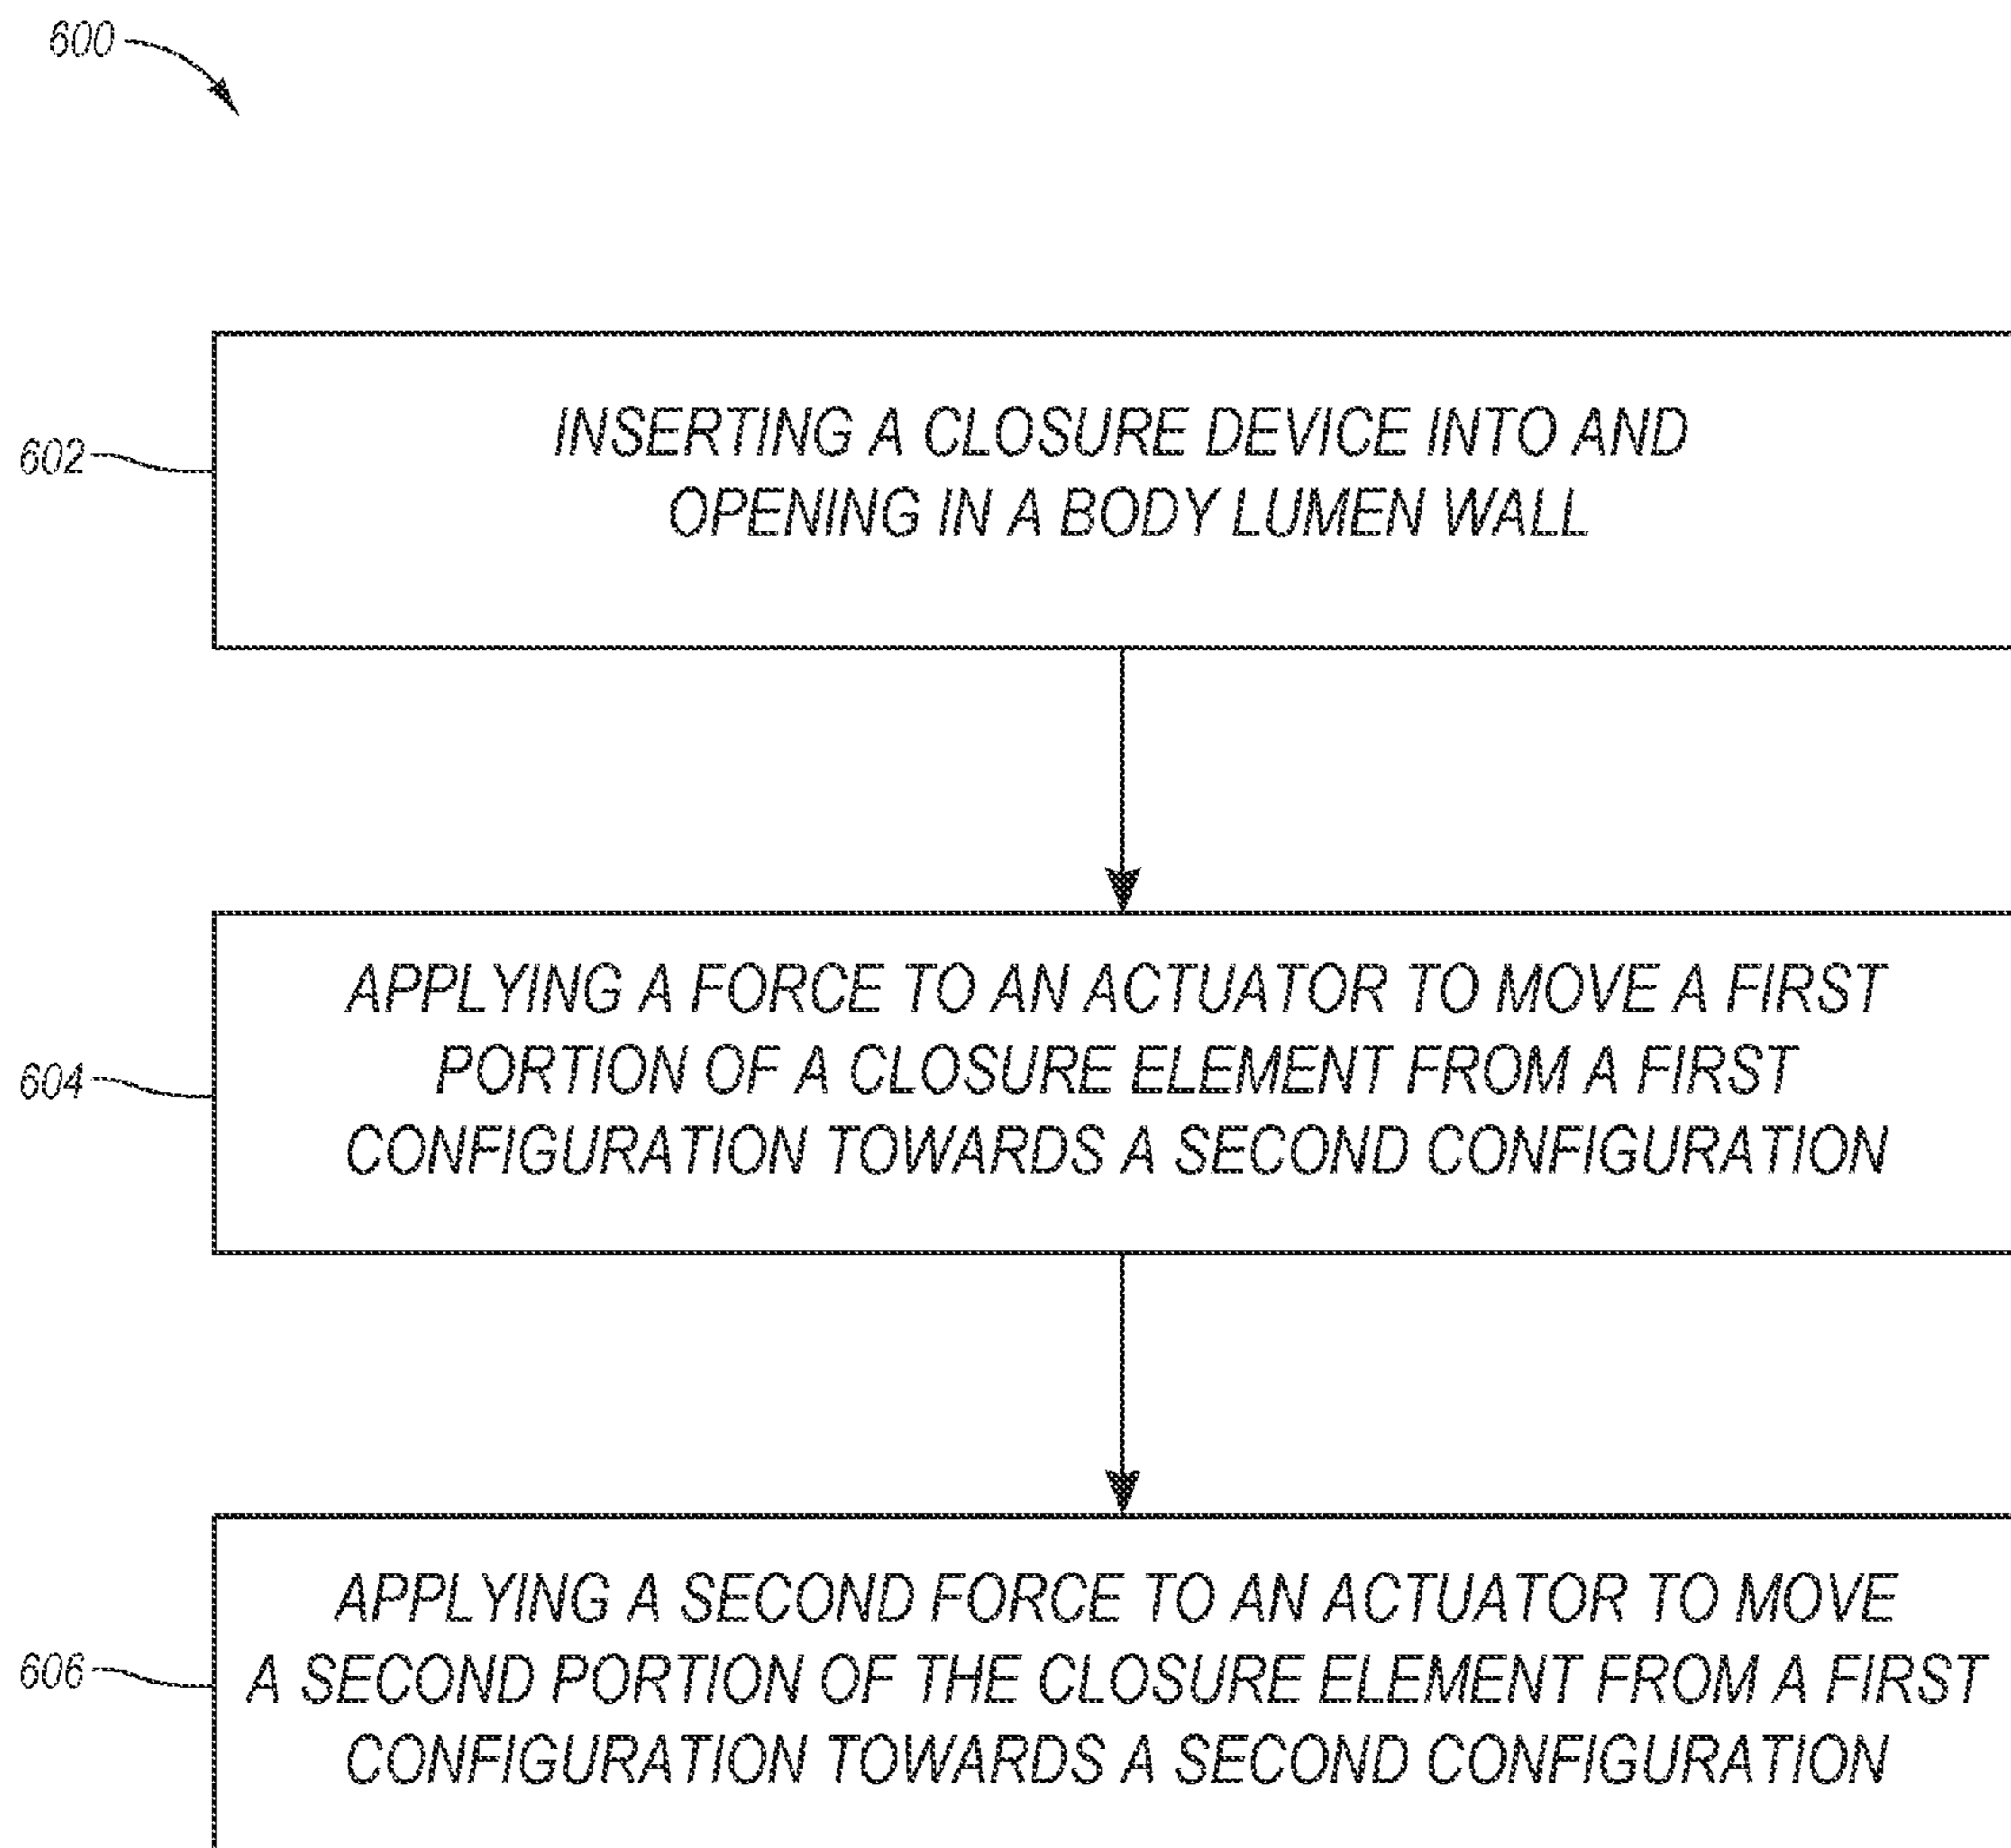 600
602
INSERTING A CLOSURE DEVICE INTO AND
OPENING IN A BODY LUMEN WALL
604
APPLYING A FORCE TO AN ACTUATOR TO MOVE A FIRST
PORTION OF A CLOSURE ELEMENT FROM A FIRST
CONFIGURATION TOWARDS A SECOND CONFIGURATION
606
APPLYING A SECOND FORCE TO AN ACTUATOR TO MOVE
A SECOND PORTION OF THE CLOSURE ELEMENT FROM A FIRST
CONFIGURATION TOWARDS A SECOND CONFIGURATION